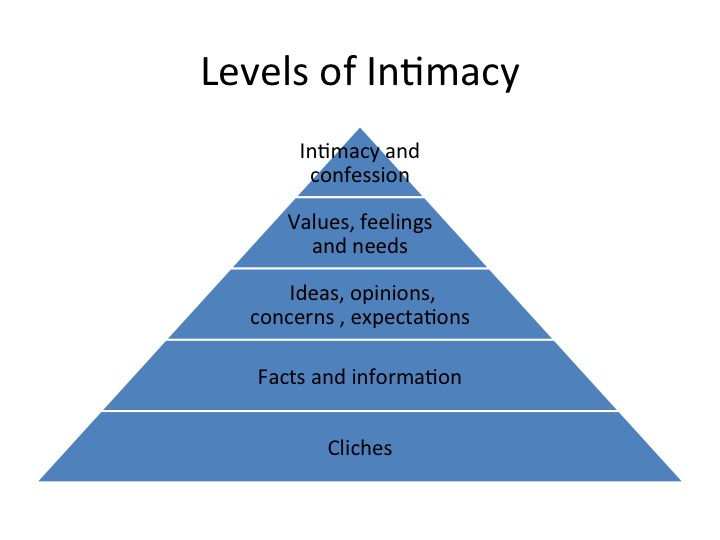 Levels of Intimacy
Intimacy and
confession
Values, feelings
and needs
Ideas, opinions,
concerns , expectations
Facts and information
Cliches